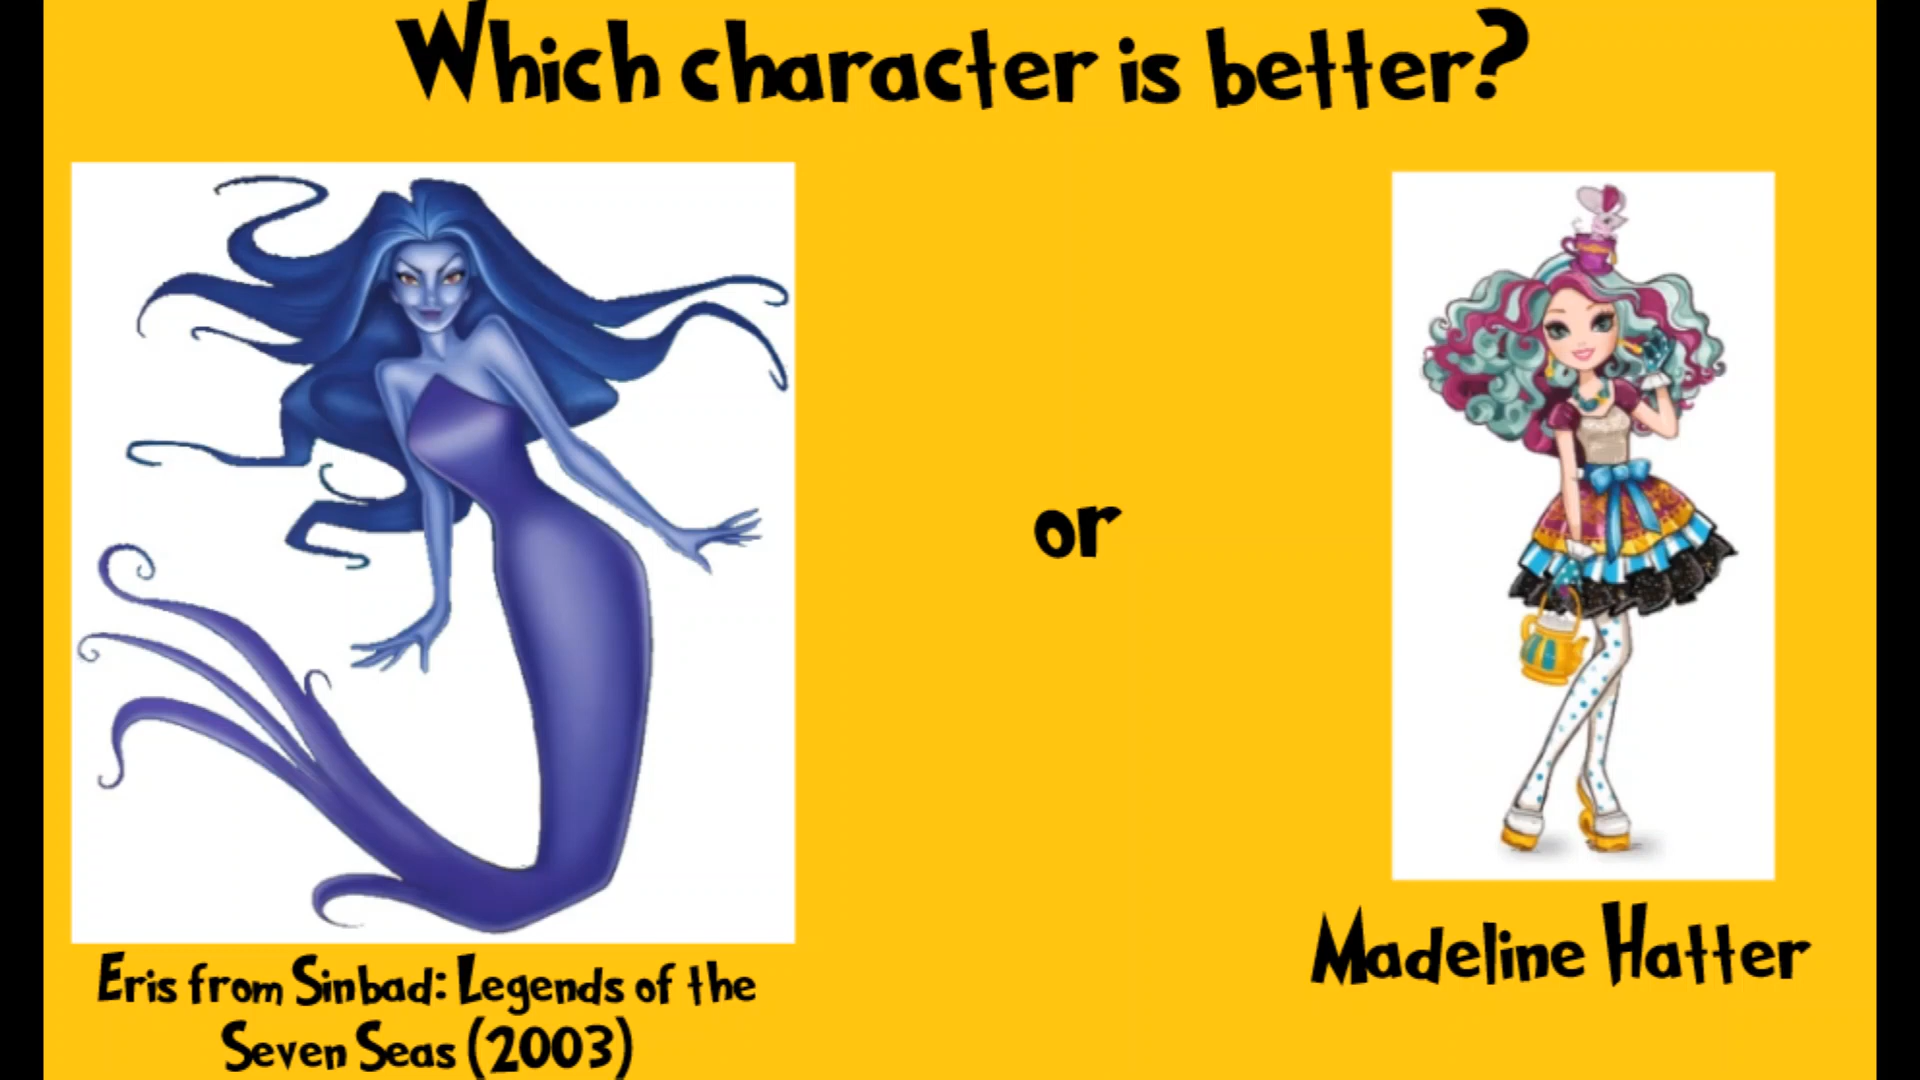 Which character is better?
or
Eris from Sinbad: Legends of the
Seven Seas (2003)
Madeline Hatter